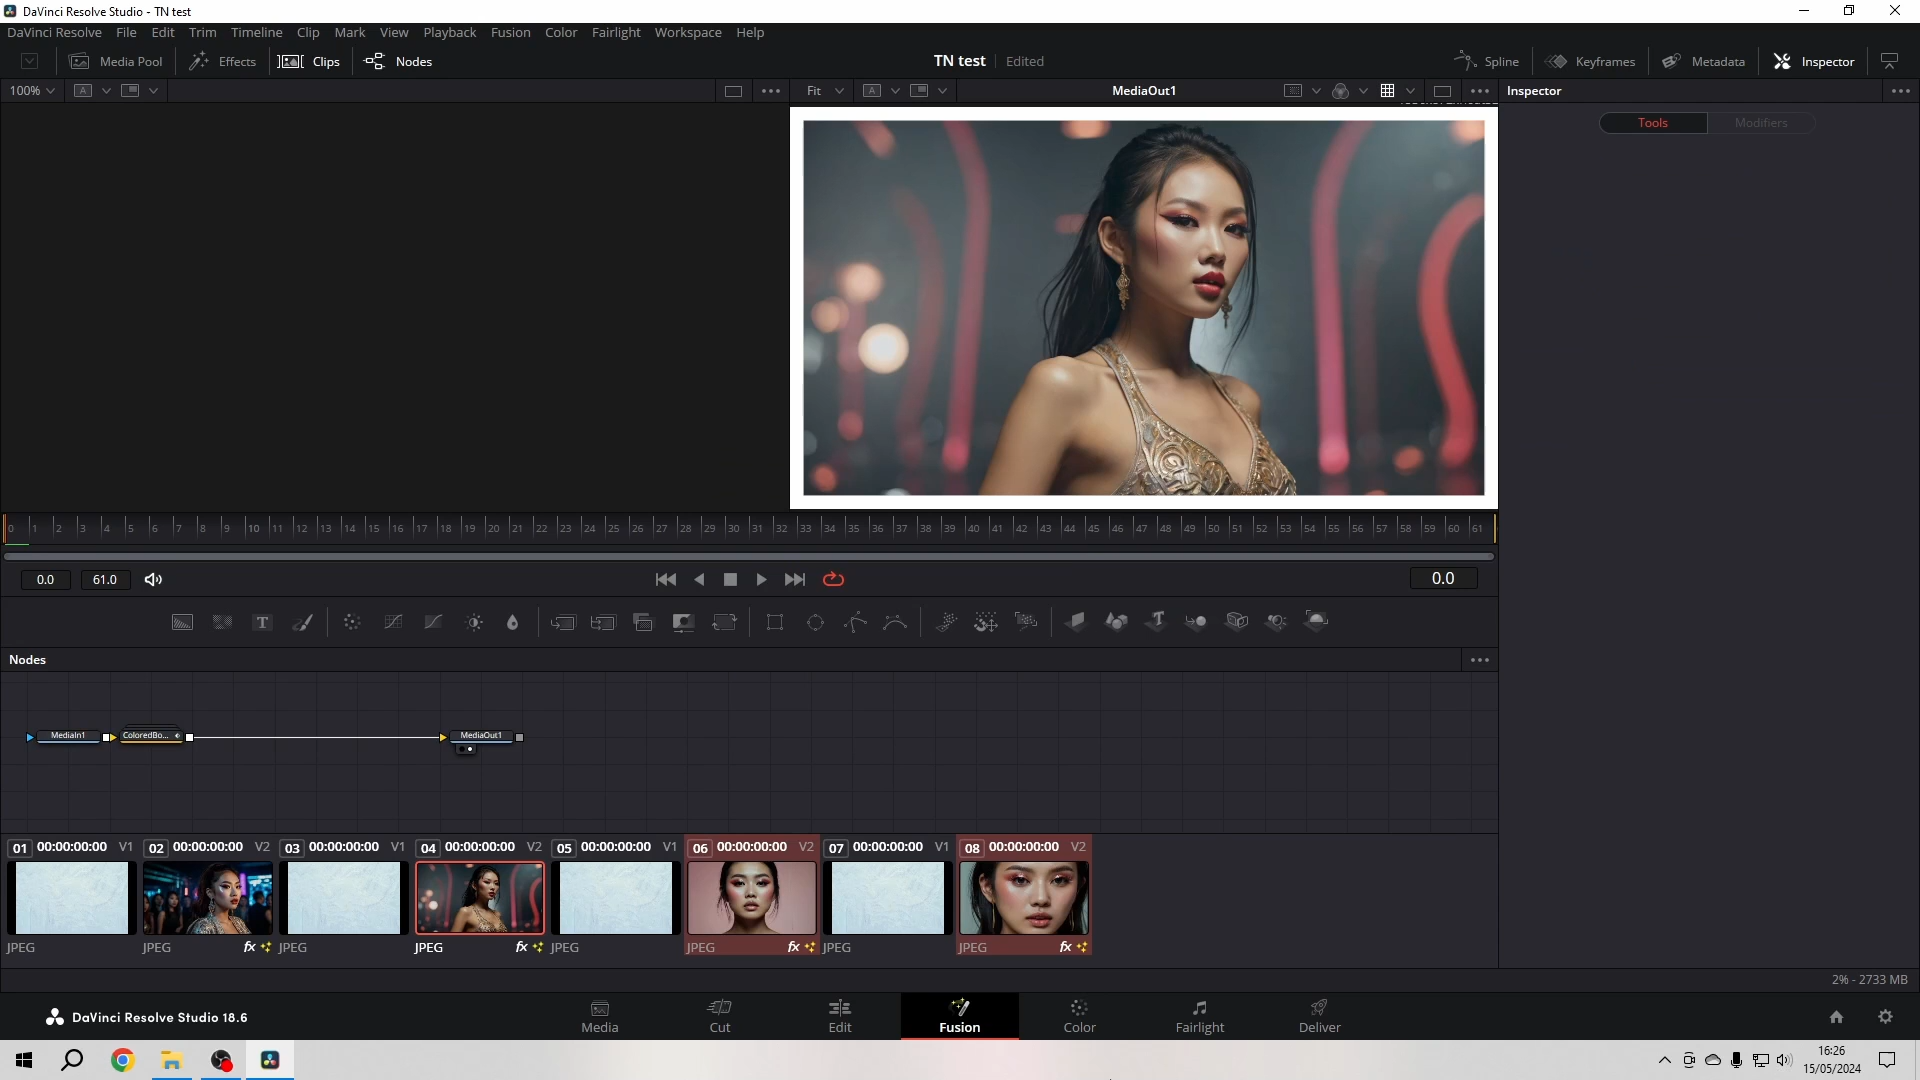 DaVinci Resolve Studio - TN test
DaVinci Resolve File Edit Trim Timeline Clip Mark View Playback Fusion Color Fairlight Workspace Help
Media Pool Effects Clips Nodes TN test Edited Spline Keyframes Metadata Inspector
100% A Fit A MediaOut1 Inspector
Tools Modifiers
0 1 2 3 4 5 6 7 8 9 10 11 12 13 14 15 16 17 18 19 20 21 22 23 24 25 26 27 28 29 30 31 32 33 34 35 36 37 38 39 40 41 42 43 44 45 46 47 48 49 50 51 52 53 54 55 56 57 58 59 60 61
0.0 61.0 0.0
T T
Nodes
MediaIn1 ColoredBo... MediaOut1
01 00:00:00:00 V1 02 00:00:00:00 V2 03 00:00:00:00 V1 04 00:00:00:00 V2 05 00:00:00:00 V1 06 00:00:00:00 V2 07 00:00:00:00 V1 08 00:00:00:00 V2
JPEG JPEG fx JPEG JPEG fx JPEG JPEG fx JPEG JPEG fx
2% - 2733 MB
DaVinci Resolve Studio 18.6 Media Cut Edit Fusion Color Fairlight Deliver
16:26
15/05/2024